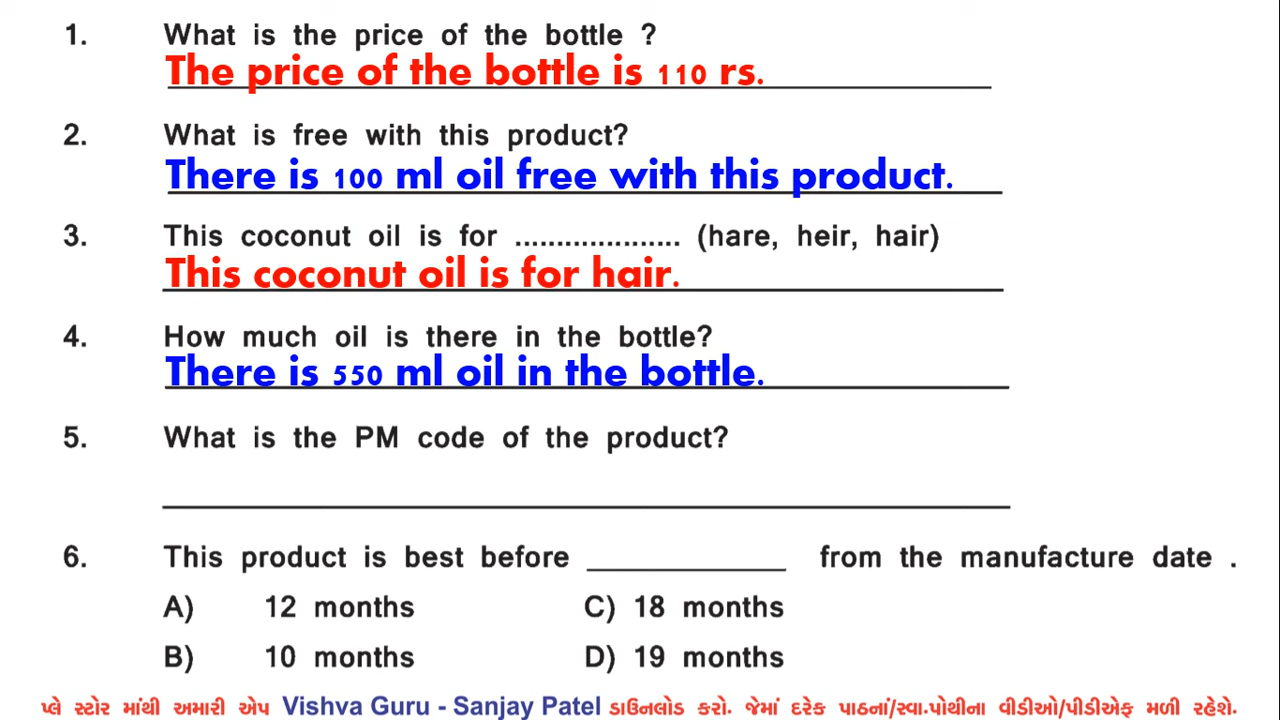 1. What is the price of the bottle ?
The price of the bottle is 110 rs.
2. What is free with this product?
There is 100 ml oil free with this product.
3. This coconut oil is for .................... (hare, heir, hair)
This coconut oil is for hair.
4. How much oil is there in the bottle?
There is 550 ml oil in the bottle.
5. What is the PM code of the product?
6. This product is best before ____________ from the manufacture date .
A) 12 months C) 18 months
B) 10 months D) 19 months
પ્લે સ્ટોર માંથી અમારી એપ Vishva Guru - Sanjay Patel ડાઉનલોડ કરો. જેમાં દરેક પાઠનાં/સ્વા.પોથીના વીડીઓ/પીડીએફ મળી રહેશે.